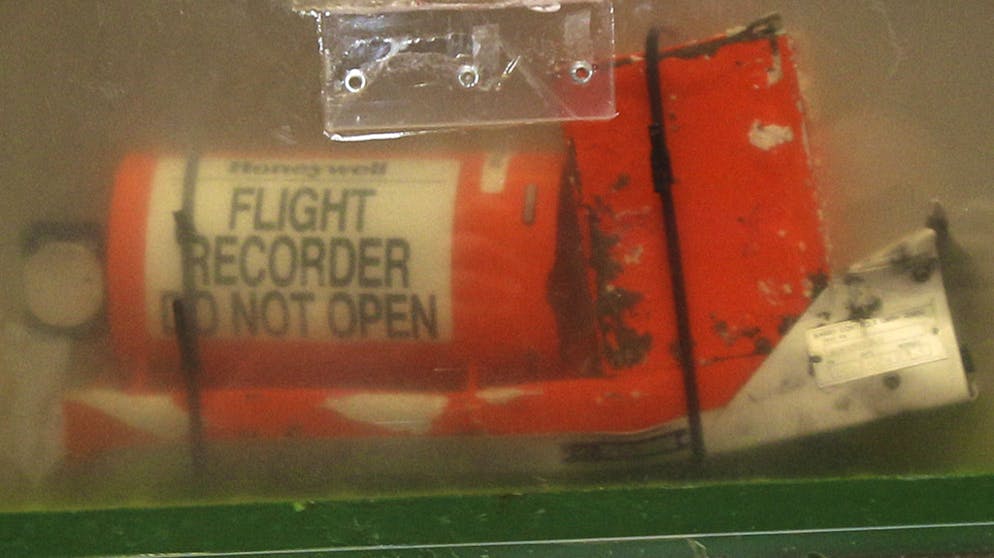 Honeywell
FLIGHT
RECORDER
DO NOT OPEN